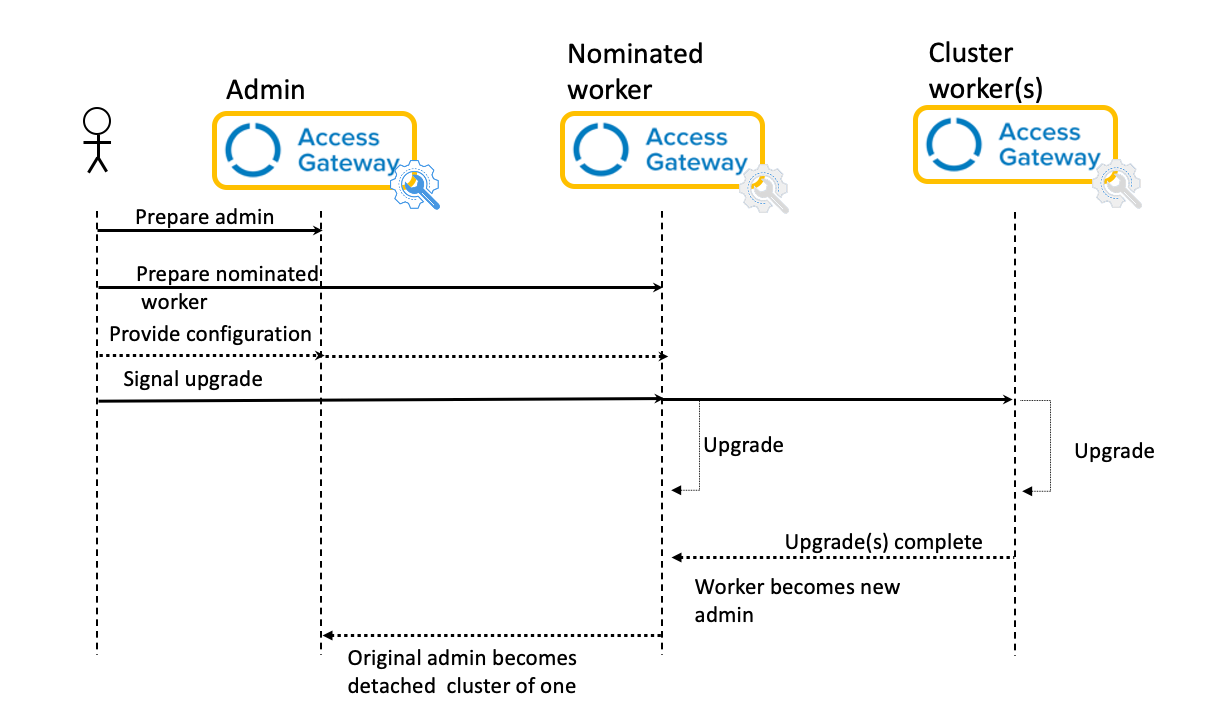 Nominated
worker
Cluster
worker(s)
Admin
Access
Gateway
Access
Gateway
Access
Gateway
Prepare admin
Prepare nominated
worker
Provide configuration
Signal upgrade
Upgrade
Upgrade
Upgrade(s) complete
Worker becomes new
admin
Original admin becomes
detached  cluster of one